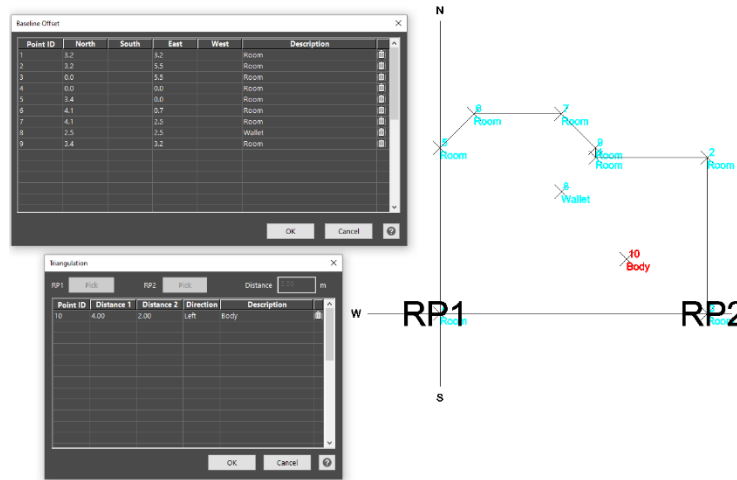 Baseline Offset
Point ID North South East West Description
1 3.2 3.2 Room
2 3.2 5.5 Room
3 0.0 5.5 Room
4 0.0 0.0 Room
5 3.4 0.0 Room
6 4.1 0.7 Room
7 4.1 2.5 Room
8 2.5 2.5 Wallet
9 3.4 3.2 Room
OK Cancel
Triangulation
RP1 Pick RP2 Pick Distance 5.50 m
Point ID Distance 1 Distance 2 Direction Description
10 4.00 2.00 Left Body
OK Cancel
N
6
Room
7
Room
5
Room
9
Room
Room
2
Room
8
Wallet
10
Body
W
RP1
Room
RP2
Room
S